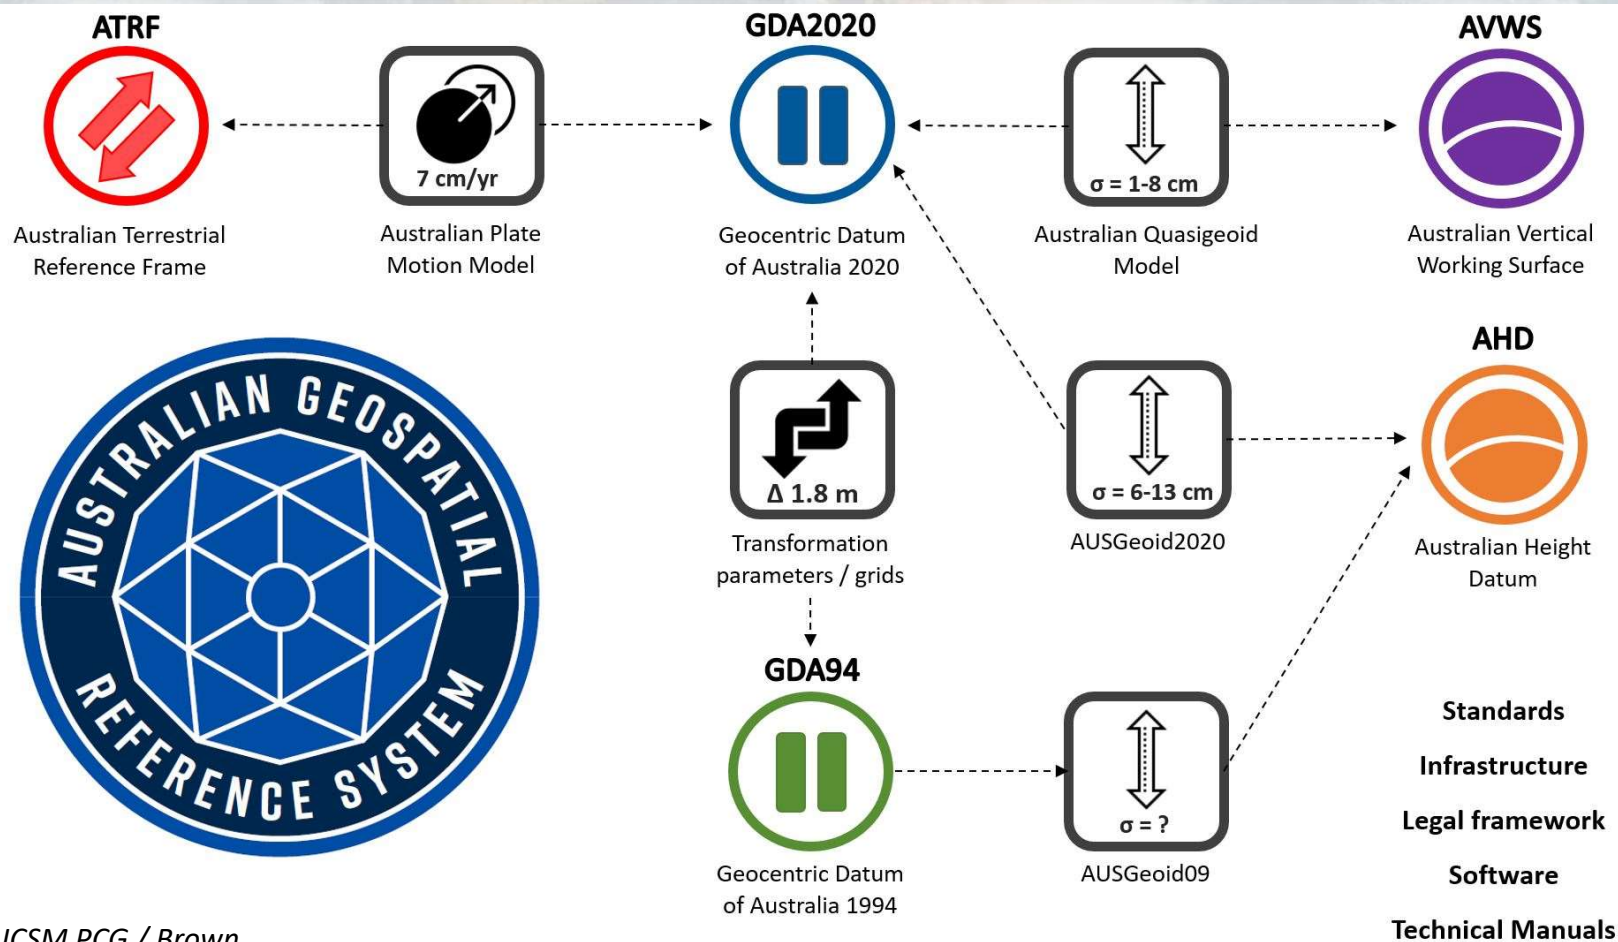 ATRF
GDA2020
AVWS
7 cm/yr
σ = 1-8 cm
Australian Terrestrial
Reference Frame
Australian Plate
Motion Model
Geocentric Datum
of Australia 2020
Australian Quasigeoid
Model
Australian Vertical
Working Surface
AHD
AUSTRALIAN GEOSPATIAL
REFERENCE SYSTEM
Δ 1.8 m
σ = 6-13 cm
Transformation
parameters / grids
AUSGeoid2020
Australian Height
Datum
GDA94
σ = ?
Geocentric Datum
of Australia 1994
AUSGeoid09
Standards
Infrastructure
Legal framework
Software
Technical Manuals
ICSM PCG / Brown